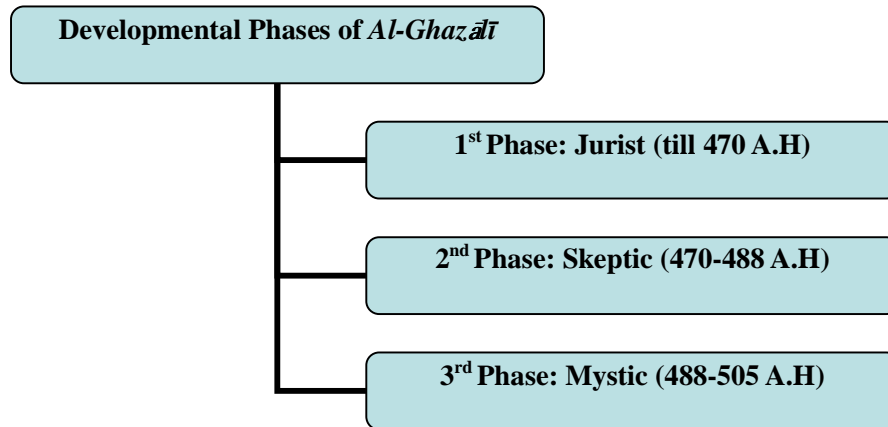 Developmental Phases of Al-Ghazālī
1st Phase: Jurist (till 470 A.H)
2nd Phase: Skeptic (470-488 A.H)
3rd Phase: Mystic (488-505 A.H)